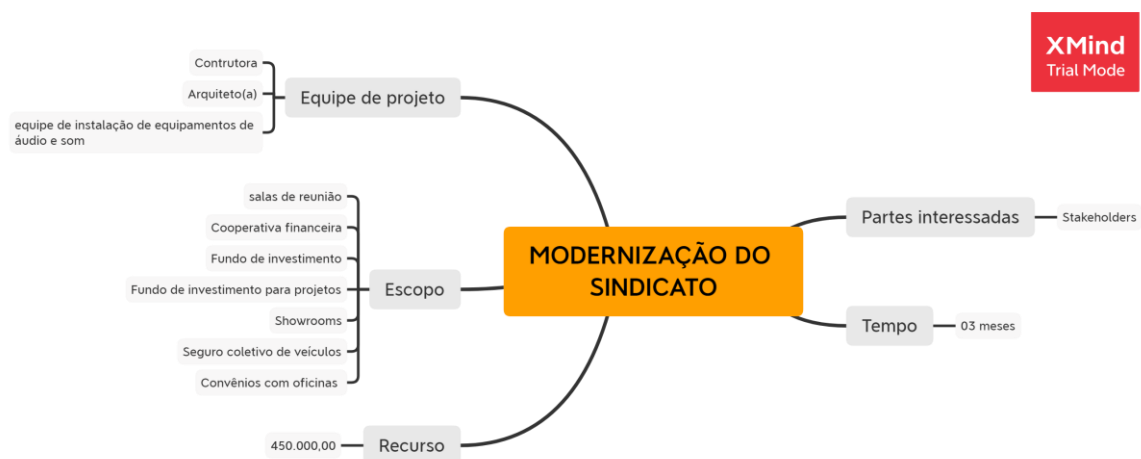 XMind
Trial Mode
Contrutora
Arquiteto(a)
equipe de instalação de equipamentos de
áudio e som
Equipe de projeto
salas de reunião
Cooperativa financeira
Fundo de investimento
Fundo de investimento para projetos
Showrooms
Seguro coletivo de veículos
Convênios com oficinas
Escopo
450.000,00
Recurso
MODERNIZAÇÃO DO
SINDICATO
Partes interessadas
Stakeholders
Tempo
03 meses